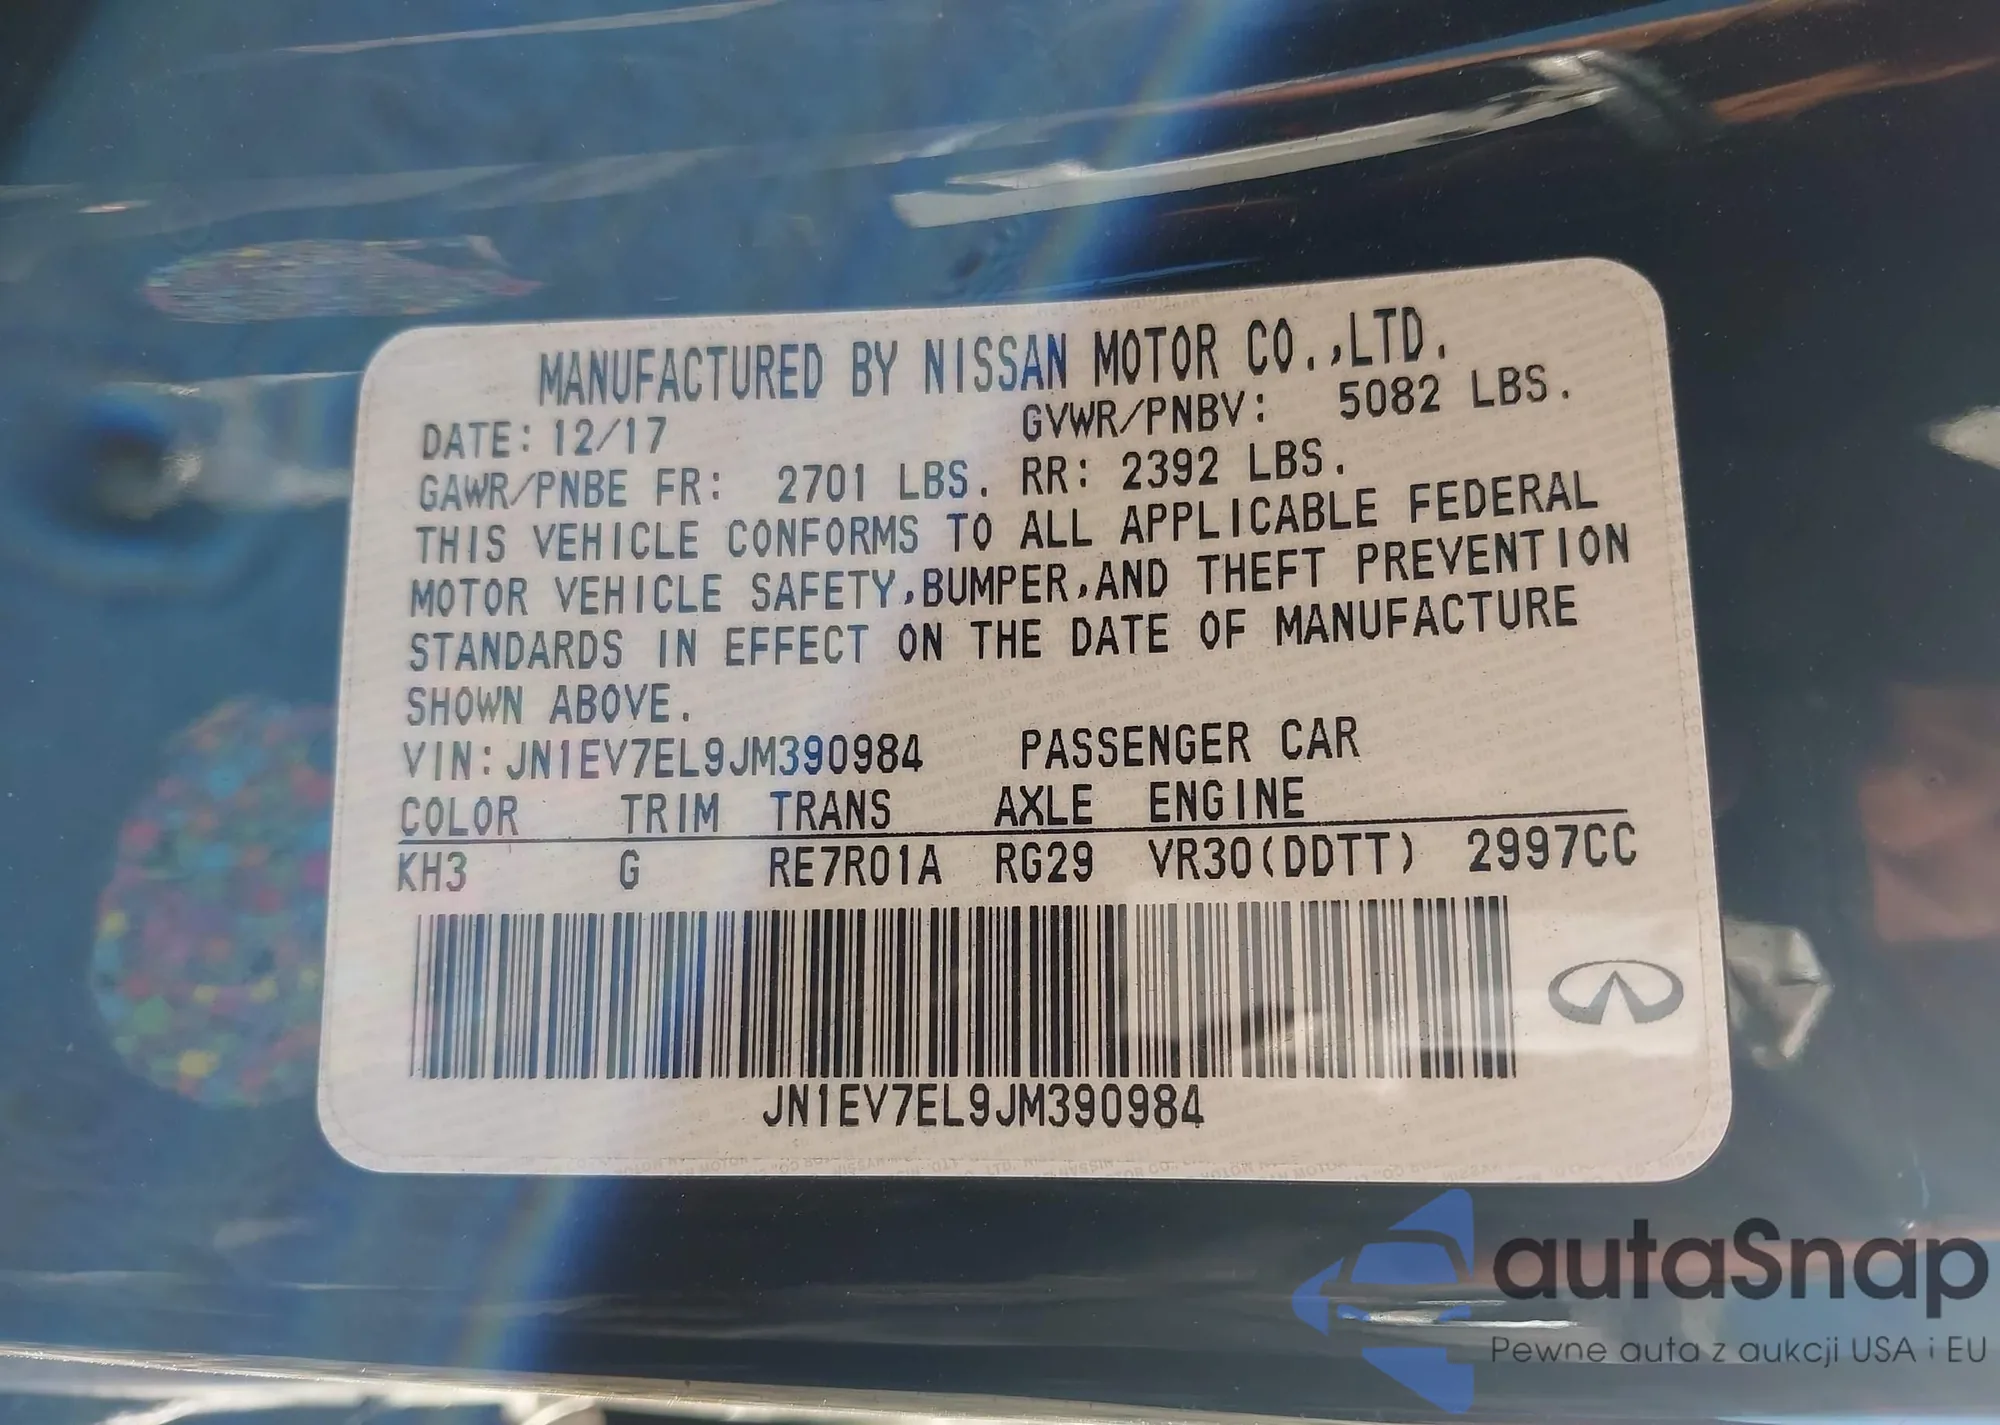 MANUFACTURED BY NISSAN MOTOR CO.,LTD.
DATE: 12/17 GVWR/PNBV: 5082 LBS.
GAWR/PNBE FR: 2701 LBS. RR: 2392 LBS.
THIS VEHICLE CONFORMS TO ALL APPLICABLE FEDERAL
MOTOR VEHICLE SAFETY,BUMPER,AND THEFT PREVENTION
STANDARDS IN EFFECT ON THE DATE OF MANUFACTURE
SHOWN ABOVE.
VIN:JN1EV7EL9JM390984 PASSENGER CAR
COLOR TRIM TRANS AXLE ENGINE
KH3 G RE7R01A RG29 VR30(DDTT) 2997CC
JN1EV7EL9JM390984
autaSnap
Pewne auta z aukcji USA i EU